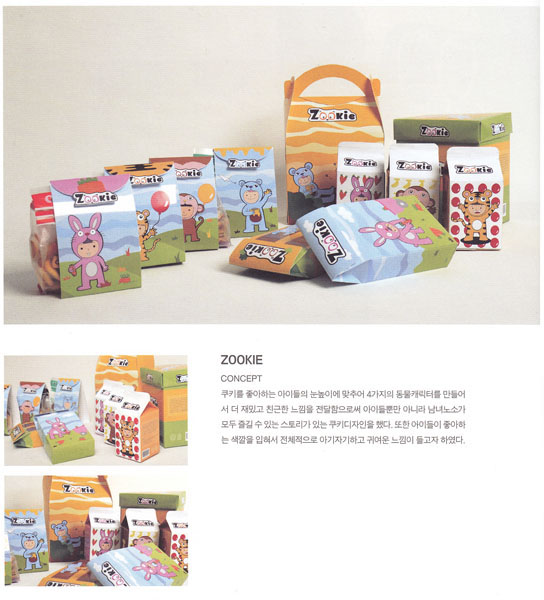 Zookie
Zookie
Zookie
Zookie
Zookie
Zookie
Zookie
Zookie
ZOOKIE
CONCEPT
쿠키를 좋아하는 아이들의 눈높이에 맞추어 4가지의 동물캐릭터를 만들어
서 더 재밌고 친근한 느낌을 전달함으로써 아이들뿐만 아니라 남녀노소가
모두 즐길 수 있는 스토리가 있는 쿠키디자인을 했다. 또한 아이들이 좋아하
는 색깔을 입혀서 전체적으로 아기자기하고 귀여운 느낌이 들고자 하였다.
Zookie
Zookie